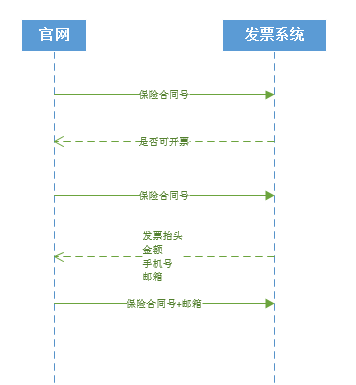 官网
发票系统
保险合同号
是否可开票
保险合同号
发票抬头
金额
手机号
邮箱
保险合同号+邮箱